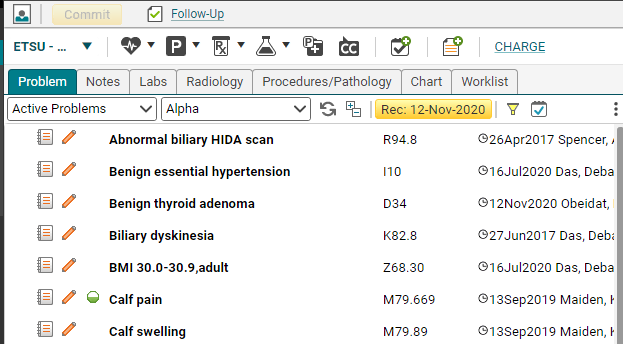 Commit Follow-Up
ETSU - ... P Rx P CC CHARGE
Problem Notes Labs Radiology Procedures/Pathology Chart Worklist
Active Problems Alpha Rec: 12-Nov-2020
Abnormal biliary HIDA scan R94.8 26Apr2017 Spencer,
Benign essential hypertension I10 16Jul2020 Das, Deba
Benign thyroid adenoma D34 12Nov2020 Obeidat,
Biliary dyskinesia K82.8 27Jun2017 Das, Deba
BMI 30.0-30.9,adult Z68.30 16Jul2020 Das, Deba
Calf pain M79.669 13Sep2019 Maiden, K
Calf swelling M79.89 13Sep2019 Maiden, K